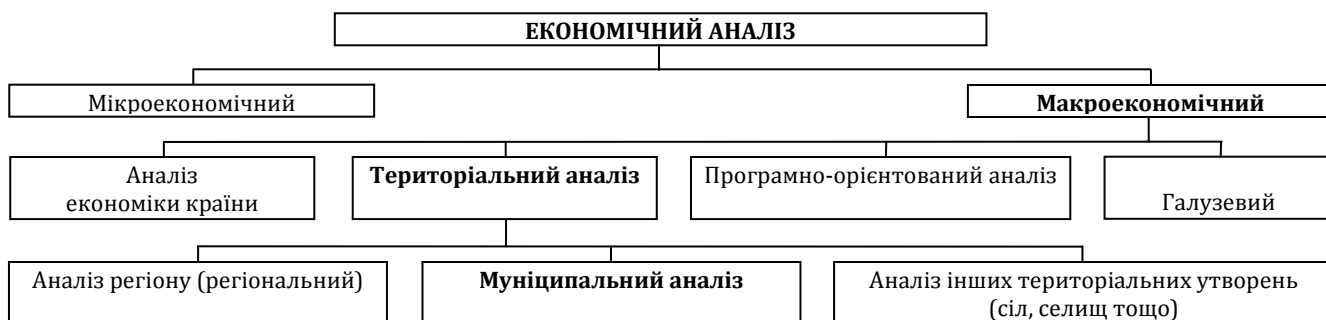 ЕКОНОМІЧНИЙ АНАЛІЗ
Мікроекономічний
Макроекономічний
Аналіз
економіки країни
Територіальний аналіз
Програмно-орієнтований аналіз
Галузевий
Аналіз регіону (регіональний)
Муніципальний аналіз
Аналіз інших територіальних утворень
(сіл, селищ тощо)